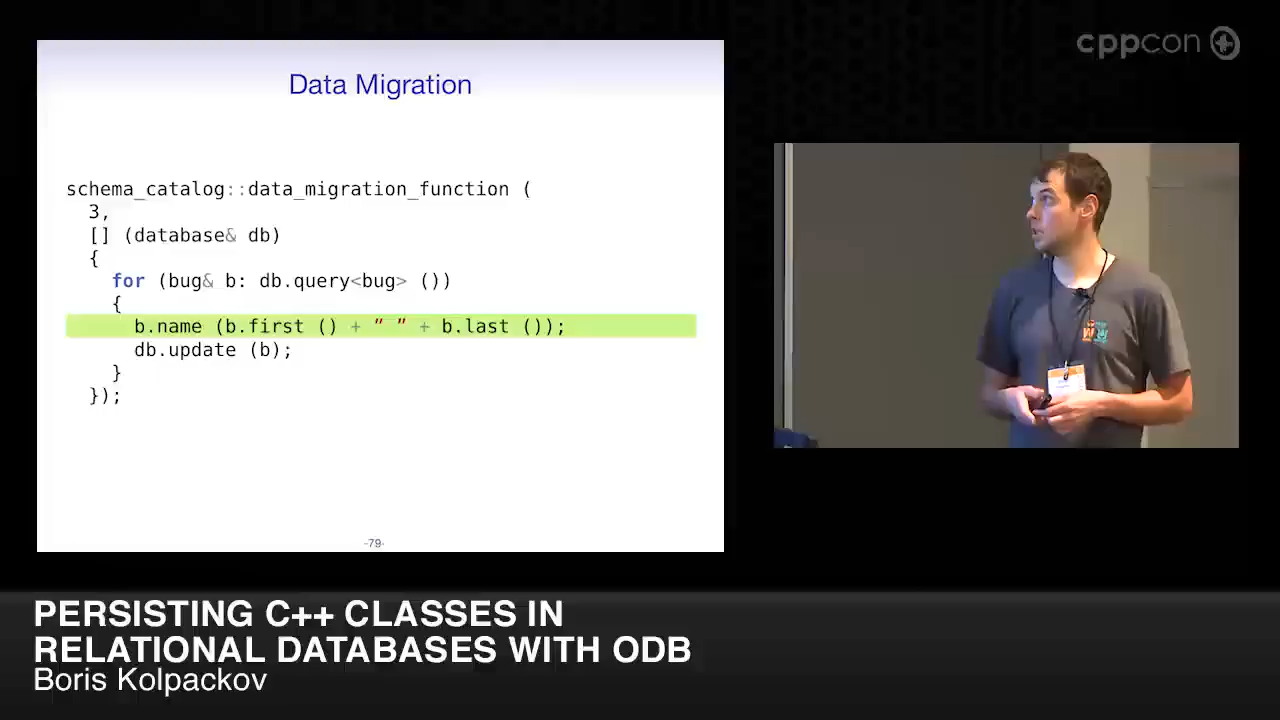 cppcon
Data Migration
schema_catalog::data_migration_function (
3,
[] (database& db)
{
for (bug& b: db.query<bug> ())
{
b.name (b.first () + " " + b.last ());
db.update (b);
}
});
-79-
PERSISTING C++ CLASSES IN
RELATIONAL DATABASES WITH ODB
Boris Kolpackov